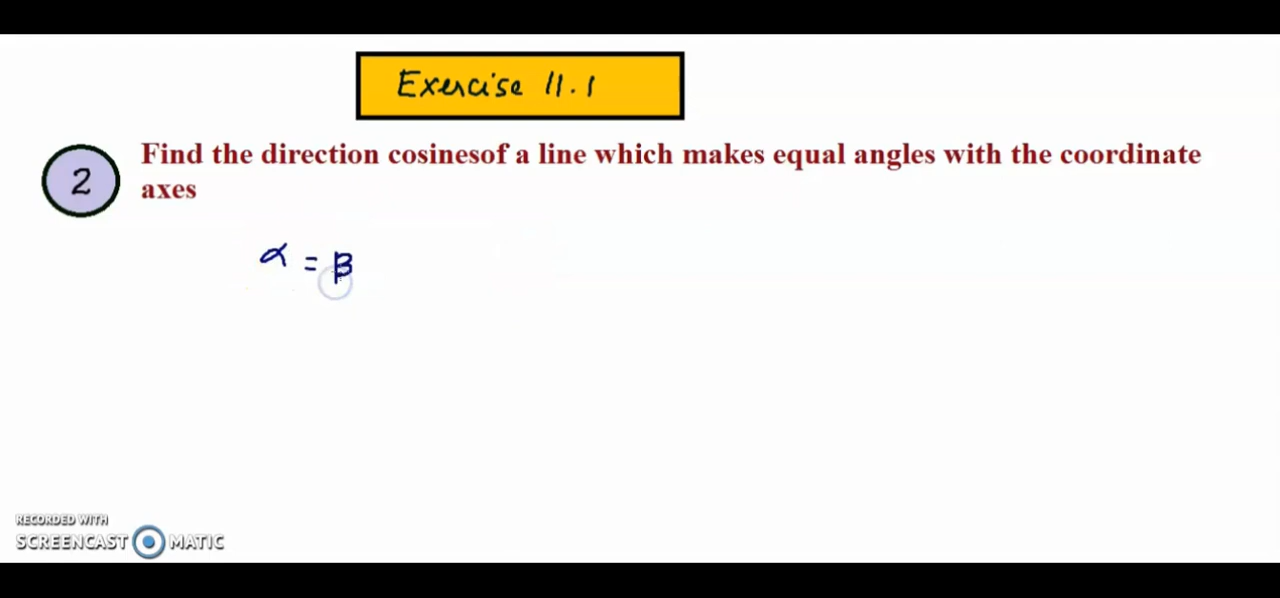 Exercise 11.1
2
Find the direction cosinesof a line which makes equal angles with the coordinate
axes
α = β
RECORDED WITH
SCREENCAST MATIC